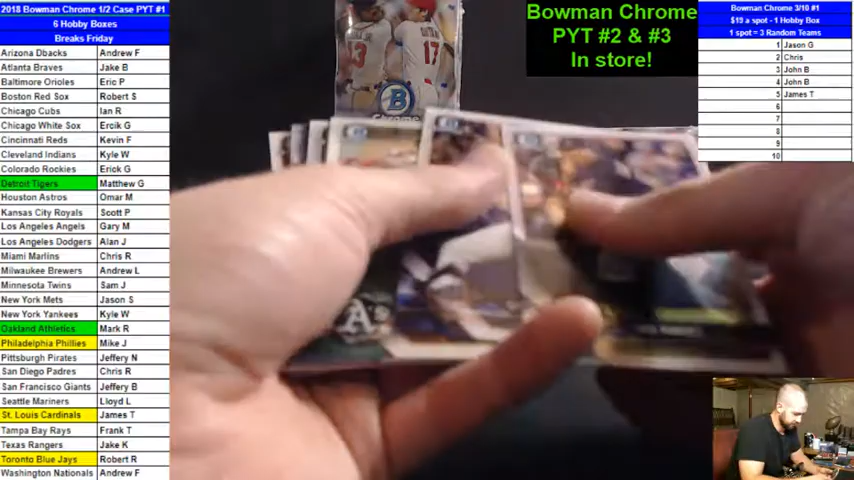 2018 Bowman Chrome 1/2 Case PYT #1
6 Hobby Boxes
Breaks Friday
Arizona Dbacks Andrew F
Atlanta Braves Jake B
Baltimore Orioles Eric P
Boston Red Sox Robert S
Chicago Cubs Ian R
Chicago White Sox Ercik G
Cincinnati Reds Kevin F
Cleveland Indians Kyle W
Colorado Rockies Erick G
Detroit Tigers Matthew G
Houston Astros Omar M
Kansas City Royals Scott P
Los Angeles Angels Gary M
Los Angeles Dodgers Alan J
Miami Marlins Chris R
Milwaukee Brewers Andrew L
Minnesota Twins Sam J
New York Mets Jason S
New York Yankees Kyle W
Oakland Athletics Mark R
Philadelphia Phillies Mike J
Pittsburgh Pirates Jeffery N
San Diego Padres Chris R
San Francisco Giants Jeffery B
Seattle Mariners Lloyd L
St. Louis Cardinals James T
Tampa Bay Rays Frank T
Texas Rangers Jake K
Toronto Blue Jays Robert R
Washington Nationals Andrew F
Bowman Chrome
PYT #2 & #3
In store!
Bowman Chrome 3/10 #1
$19 a spot - 1 Hobby Box
1 spot = 3 Random Teams
1 Jason G
2 Chris
3 John B
4 John B
5 James T
6
7
8
9
10
17
B
A's